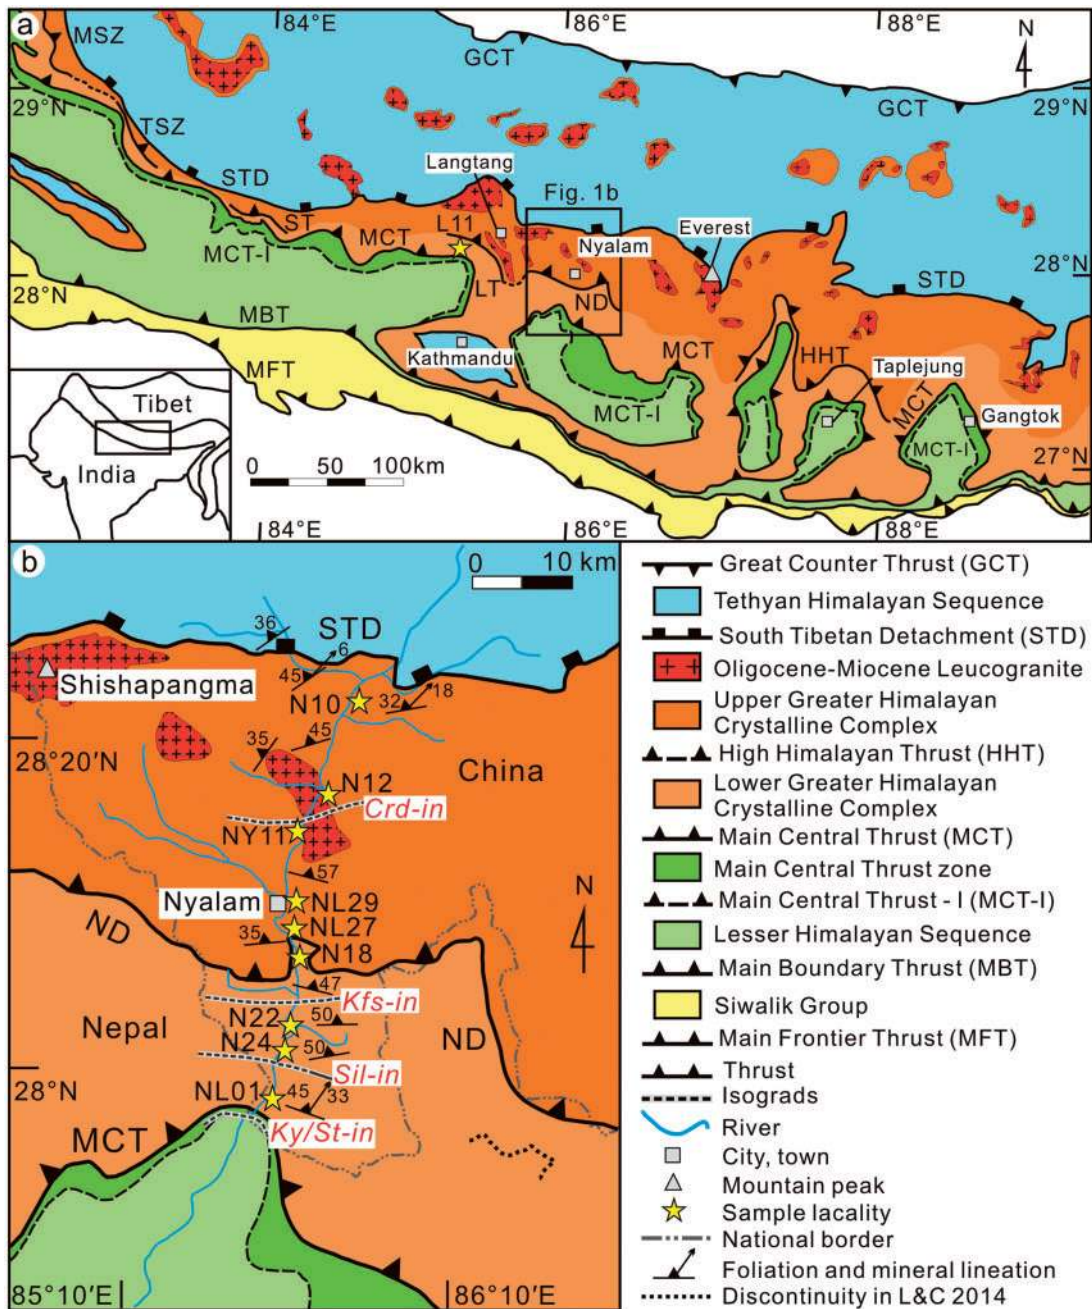 a
84°E
86°E
88°E
N
MSZ
GCT
GCT
29°N
29°N
TSZ
STD
Langtang
Fig. 1b
ST
L11
Nyalam
Everest
MCT
MCT-I
28°N
28°N
LT
ND
STD
MBT
Kathmandu
MCT
HHT
Taplejung
MFT
MCT-I
MCT
Gangtok
MCT-I
Tibet
India
0 50 100km
27°N
84°E
86°E
88°E
b
0 10 km
36
STD
6
45
18
Shishapangma
N10
32
45
35
28°20′N
N12
China
Crd-in
NY11
57
N
Nyalam
NL29
NL27
ND
35
N18
47
Kfs-in
Nepal
N22
50
ND
N24
50
28°N
Sil-in
NL01
45
33
Ky/St-in
MCT
85°10′E
86°10′E
Great Counter Thrust (GCT)
Tethyan Himalayan Sequence
South Tibetan Detachment (STD)
Oligocene-Miocene Leucogranite
Upper Greater Himalayan
Crystalline Complex
High Himalayan Thrust (HHT)
Lower Greater Himalayan
Crystalline Complex
Main Central Thrust (MCT)
Main Central Thrust zone
Main Central Thrust - I (MCT-I)
Lesser Himalayan Sequence
Main Boundary Thrust (MBT)
Siwalik Group
Main Frontier Thrust (MFT)
Thrust
Isograds
River
City, town
Mountain peak
Sample lacality
National border
Foliation and mineral lineation
Discontinuity in L&C 2014